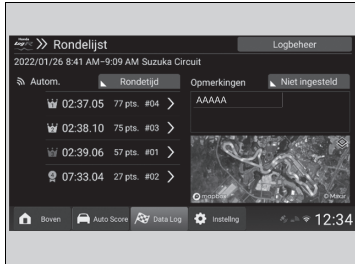 Honda
LogR
Rondelijst
Logbeheer
2022/01/26 8:41 AM–9:09 AM Suzuka Circuit
Autom.
Rondetijd
Opmerkingen
Niet ingesteld
02:37.05 77 pts. #04
AAAAA
02:38.10 75 pts. #03
02:39.06 57 pts. #01
07:33.04 27 pts. #02
mapbox
© Maxar
Boven
Auto Score
Data Log
Instelling
12:34